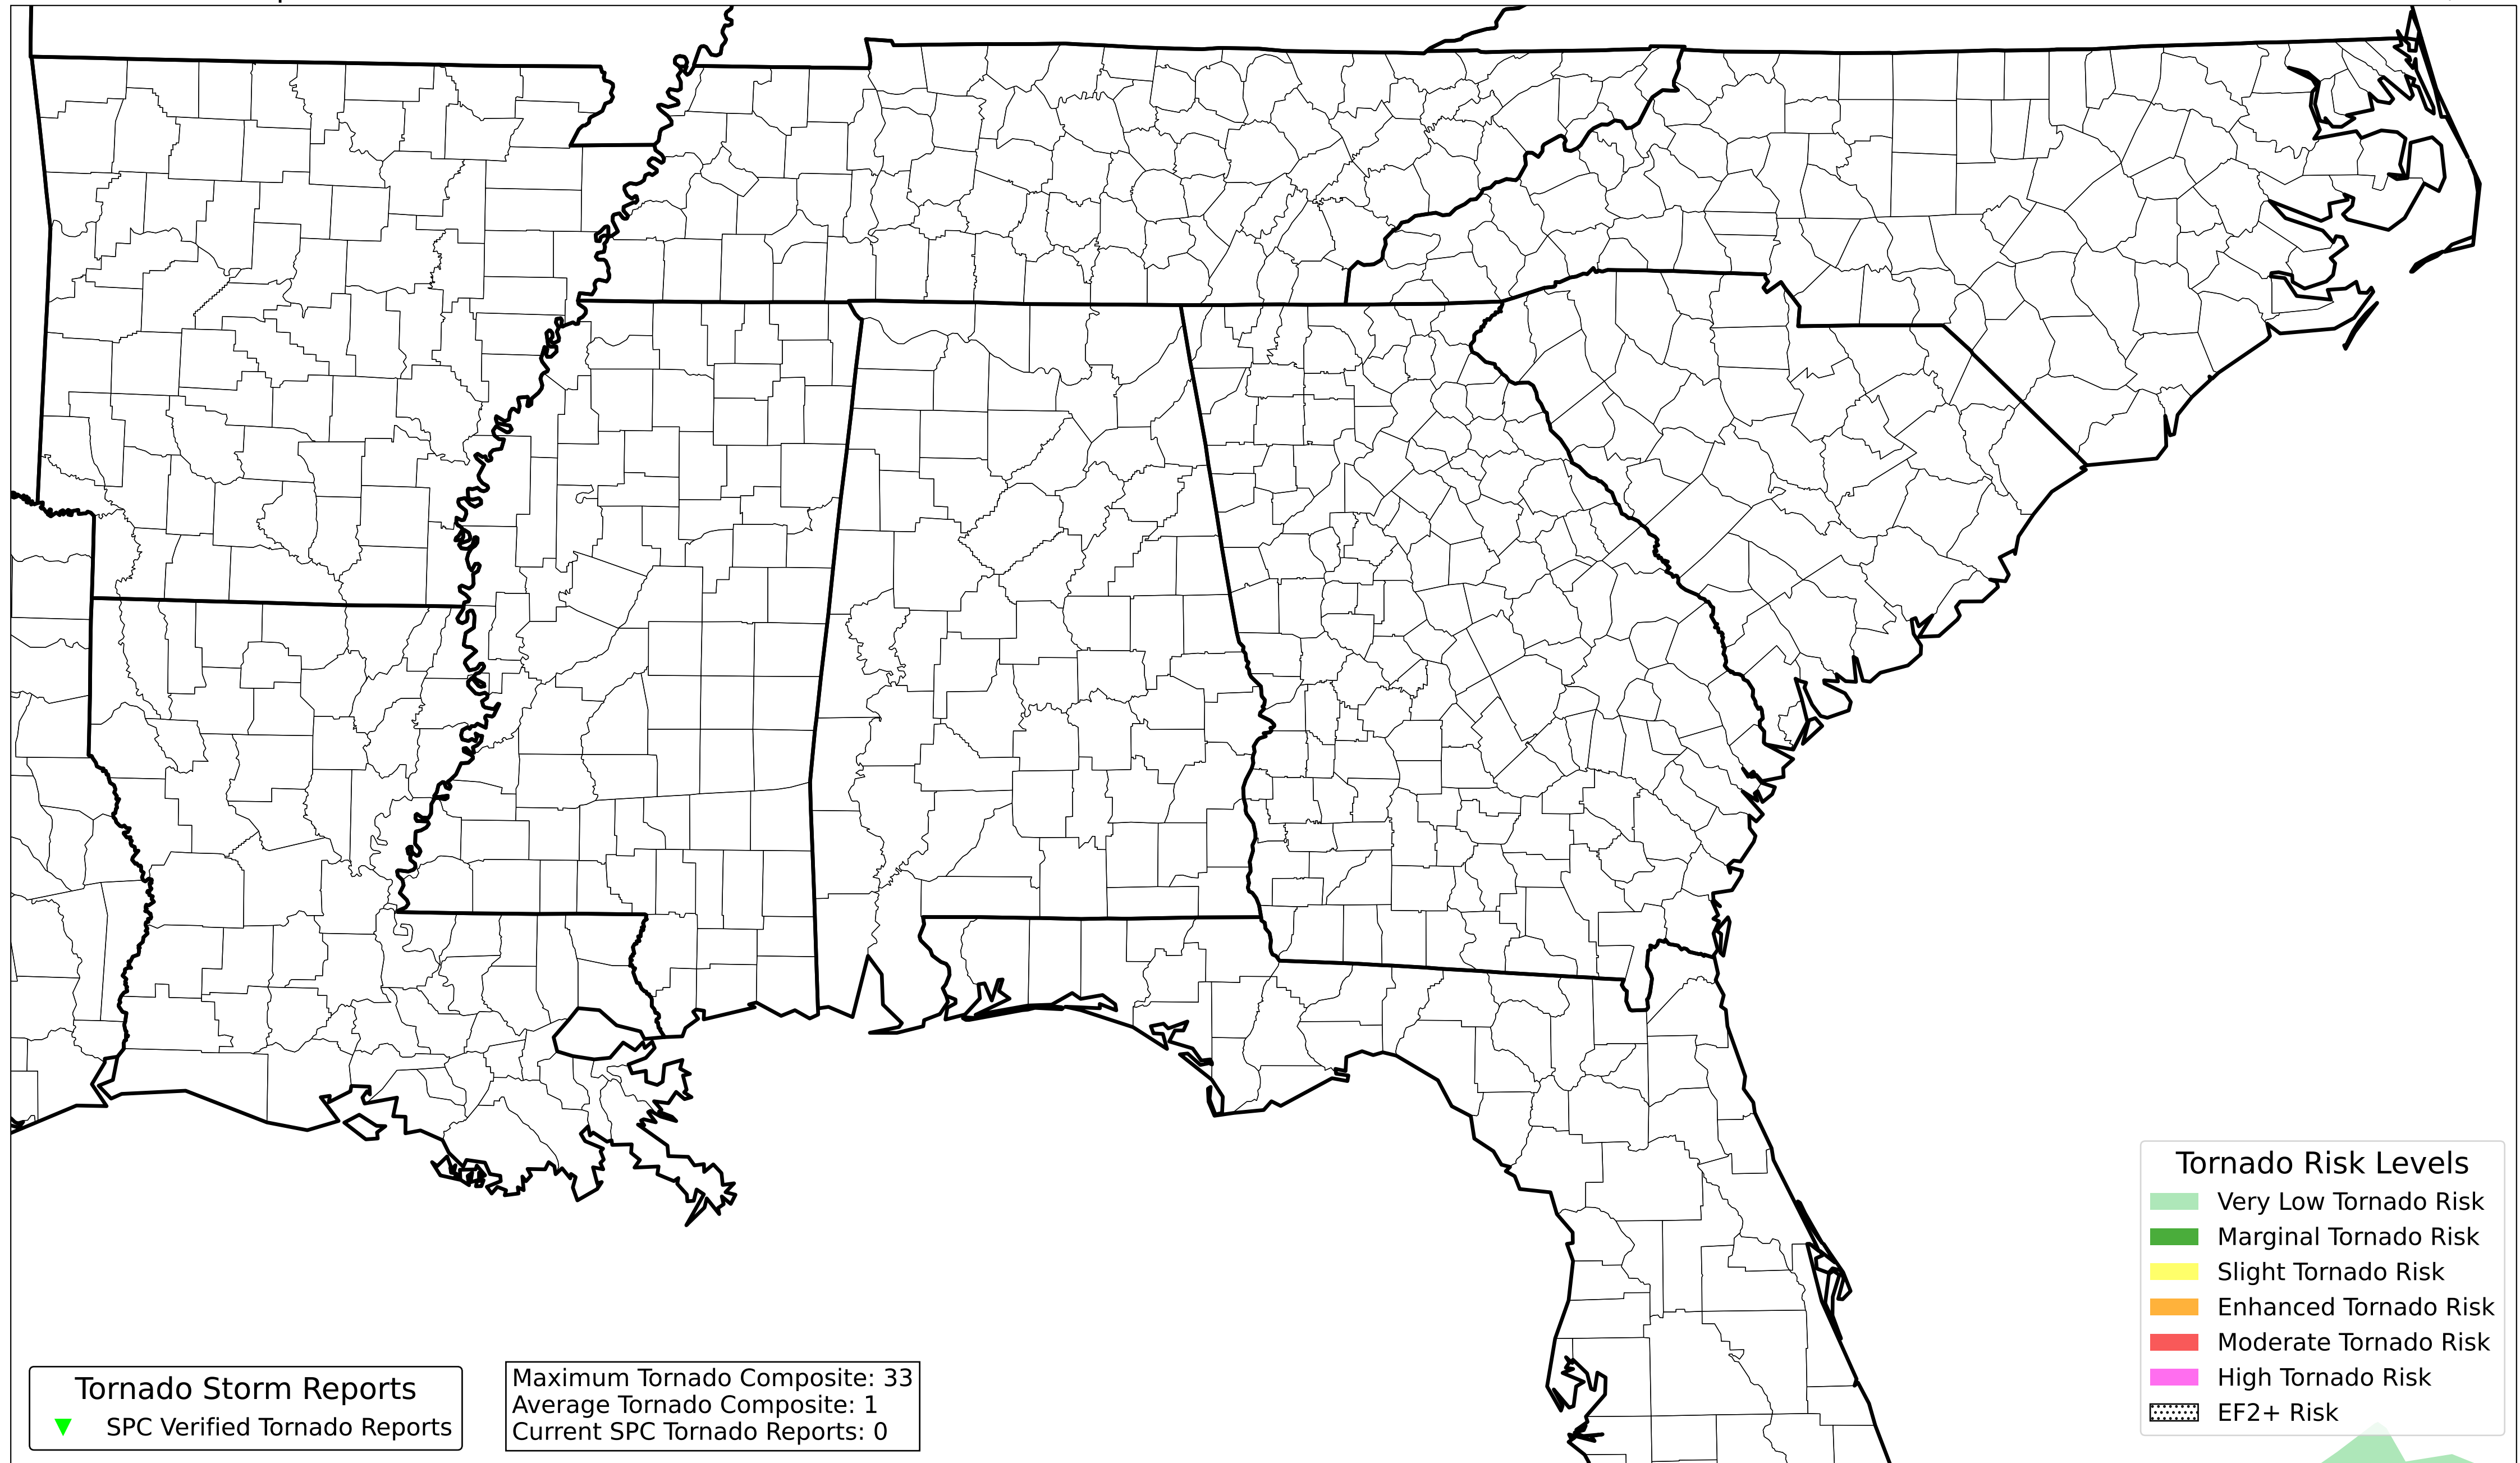 Tornado Risk Levels
Very Low Tornado Risk
Marginal Tornado Risk
Slight Tornado Risk
Enhanced Tornado Risk
Moderate Tornado Risk
High Tornado Risk
EF2+ Risk
Tornado Storm Reports
SPC Verified Tornado Reports
Maximum Tornado Composite: 33
Average Tornado Composite: 1
Current SPC Tornado Reports: 0